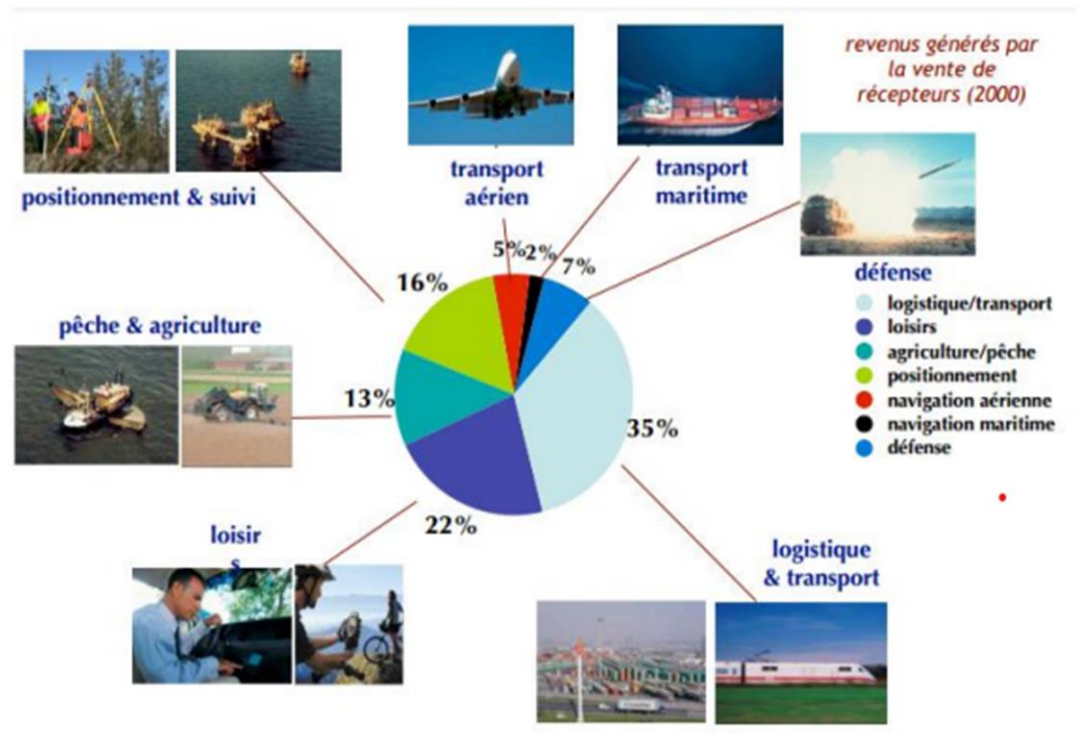 revenus générés par
la vente de
récepteurs (2000)
positionnement & suivi
transport
aérien
transport
maritime
défense
5%
2%
7%
16%
pêche & agriculture
13%
35%
22%
logistique/transport
loisirs
agriculture/pêche
positionnement
navigation aérienne
navigation maritime
défense
loisir
s
logistique
& transport